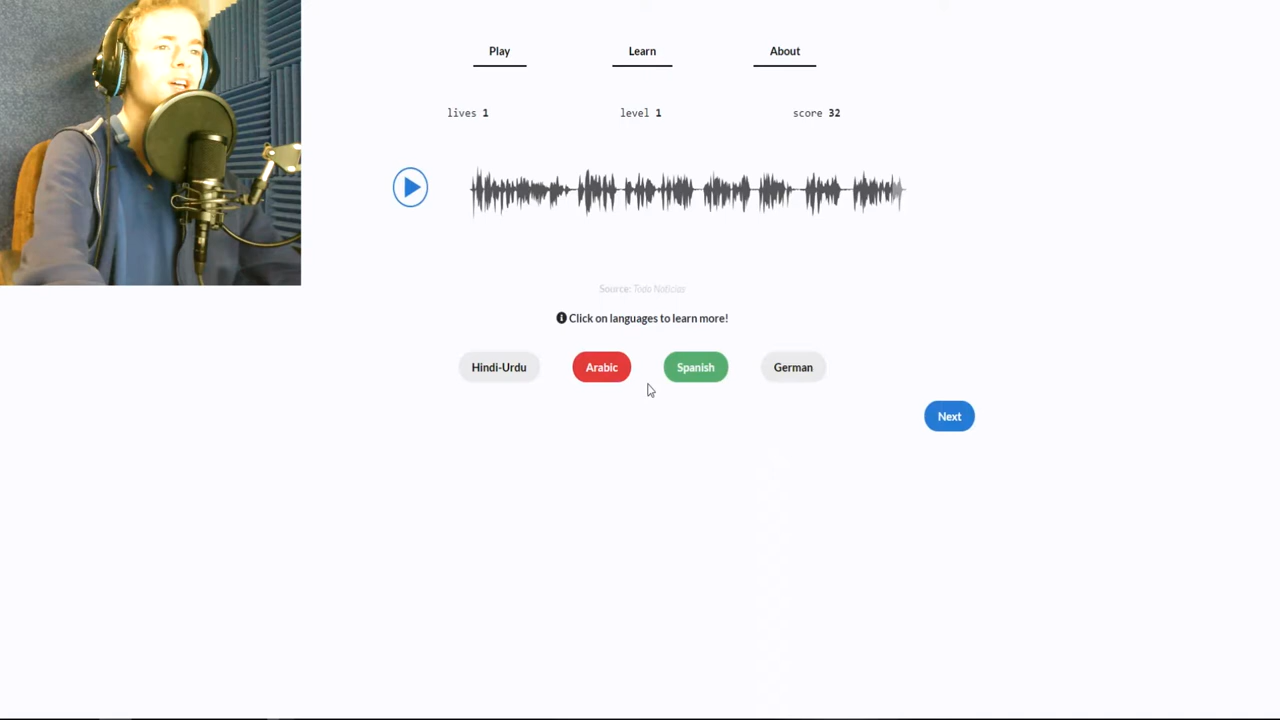 Play Learn About
lives 1 level 1 score 32
Source: Todo Noticias
Click on languages to learn more!
Hindi-Urdu Arabic Spanish German
Next